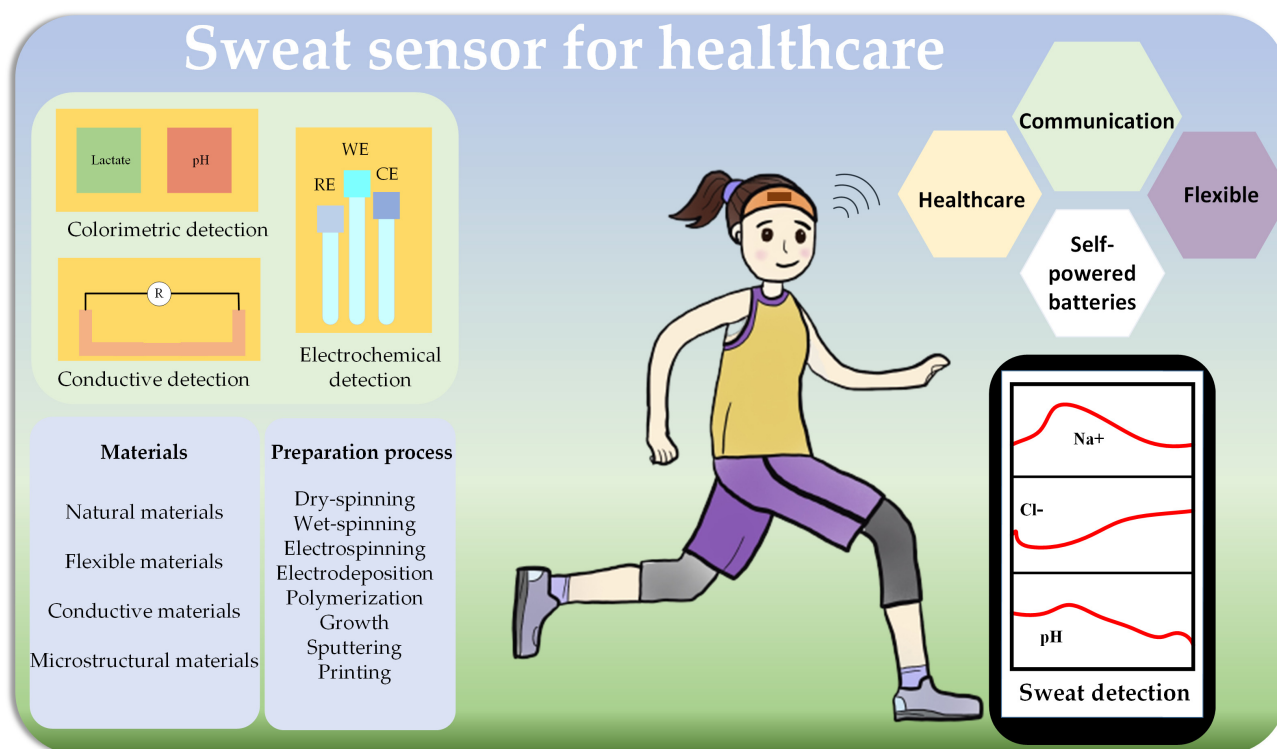 Sweat sensor for healthcare
Lactate
pH
Colorimetric detection
R
Conductive detection
WE
RE
CE
Electrochemical
detection
Materials
Natural materials
Flexible materials
Conductive materials
Microstructural materials
Preparation process
Dry-spinning
Wet-spinning
Electrospinning
Electrodeposition
Polymerization
Growth
Sputtering
Printing
Communication
Healthcare
Flexible
Self-
powered
batteries
Na+
Cl-
pH
Sweat detection